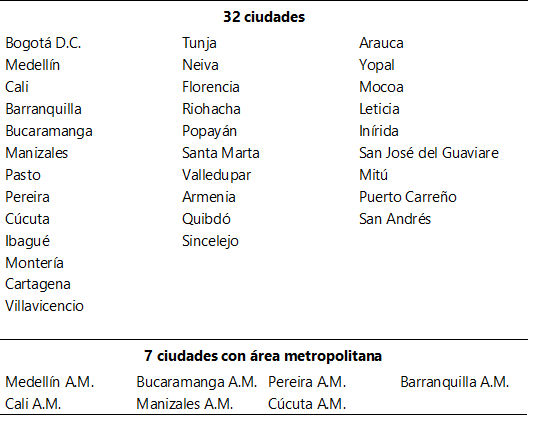 32 ciudades
Bogotá D.C. Tunja Arauca
Medellín Neiva Yopal
Cali Florencia Mocoa
Barranquilla Riohacha Leticia
Bucaramanga Popayán Inírida
Manizales Santa Marta San José del Guaviare
Pasto Valledupar Mitú
Pereira Armenia Puerto Carreño
Cúcuta Quibdó San Andrés
Ibagué Sincelejo
Montería
Cartagena
Villavicencio
7 ciudades con área metropolitana
Medellín A.M. Bucaramanga A.M. Pereira A.M. Barranquilla A.M.
Cali A.M. Manizales A.M. Cúcuta A.M.